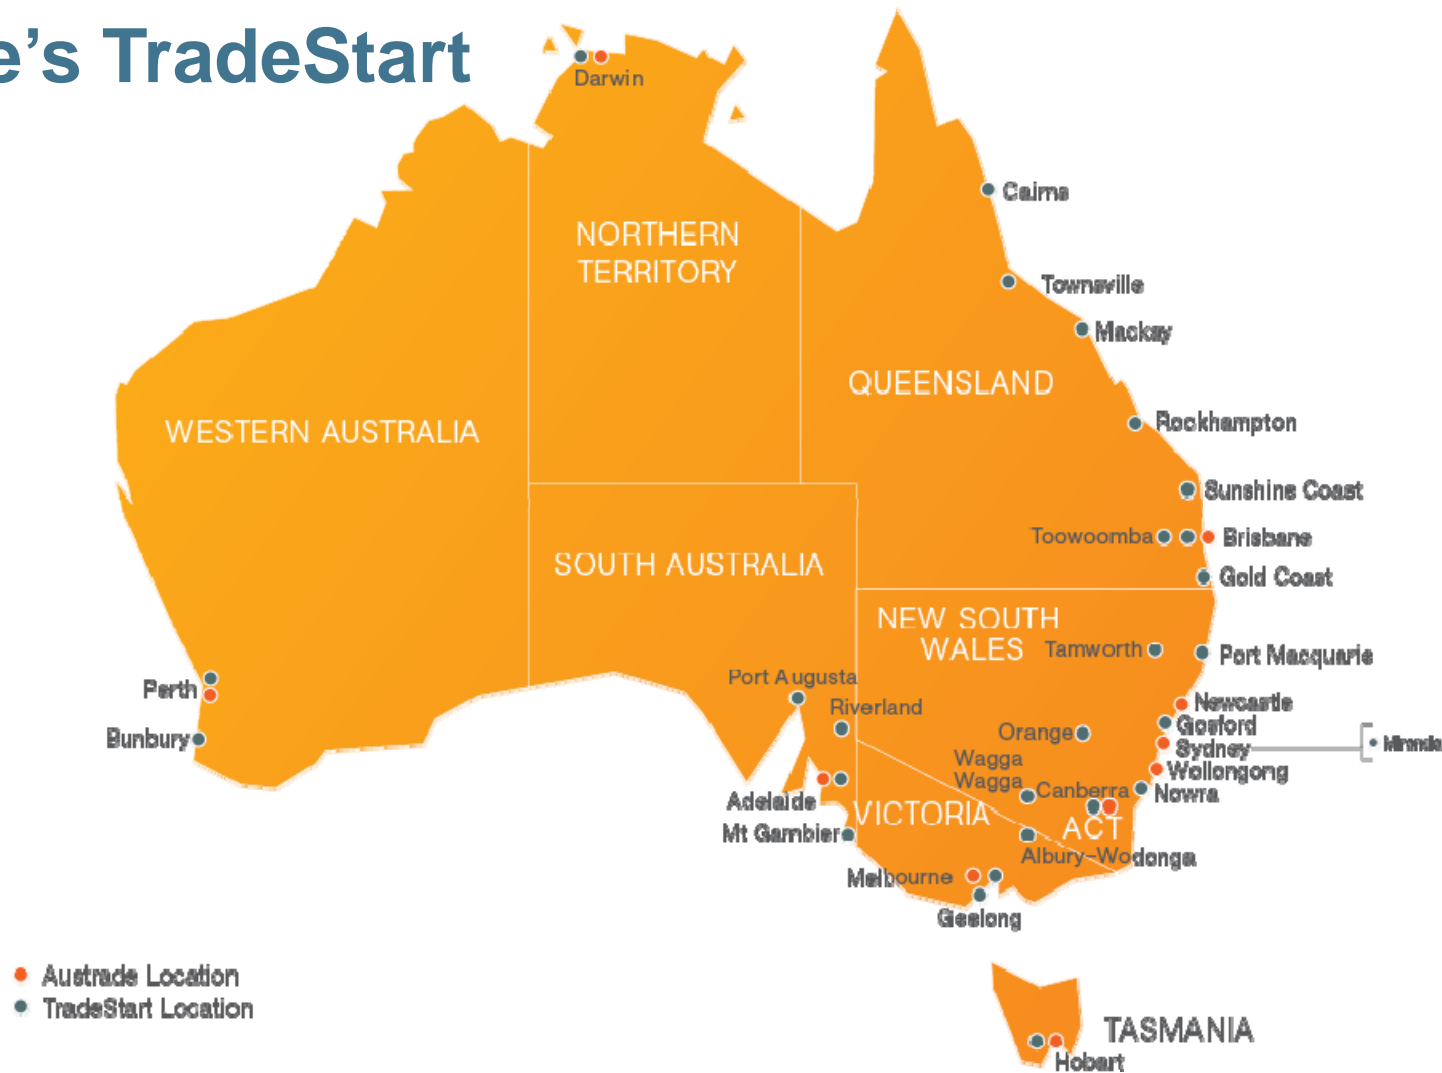 e’s TradeStart
Darwin
Cairns
NORTHERN
TERRITORY
Townsville
Mackay
QUEENSLAND
WESTERN AUSTRALIA
Rockhampton
Sunshine Coast
Toowoomba
Brisbane
SOUTH AUSTRALIA
Gold Coast
NEW SOUTH
WALES
Tamworth
Port Macquarie
Port Augusta
Perth
Newcastle
Riverland
Gosford
Orange
Bunbury
Sydney
Miranda
Wagga
Wagga
Wollongong
Canberra
Nowra
Adelaide
VICTORIA
ACT
Mt Gambier
Albury-Wodonga
Melbourne
Geelong
Austrade Location
TradeStart Location
TASMANIA
Hobart